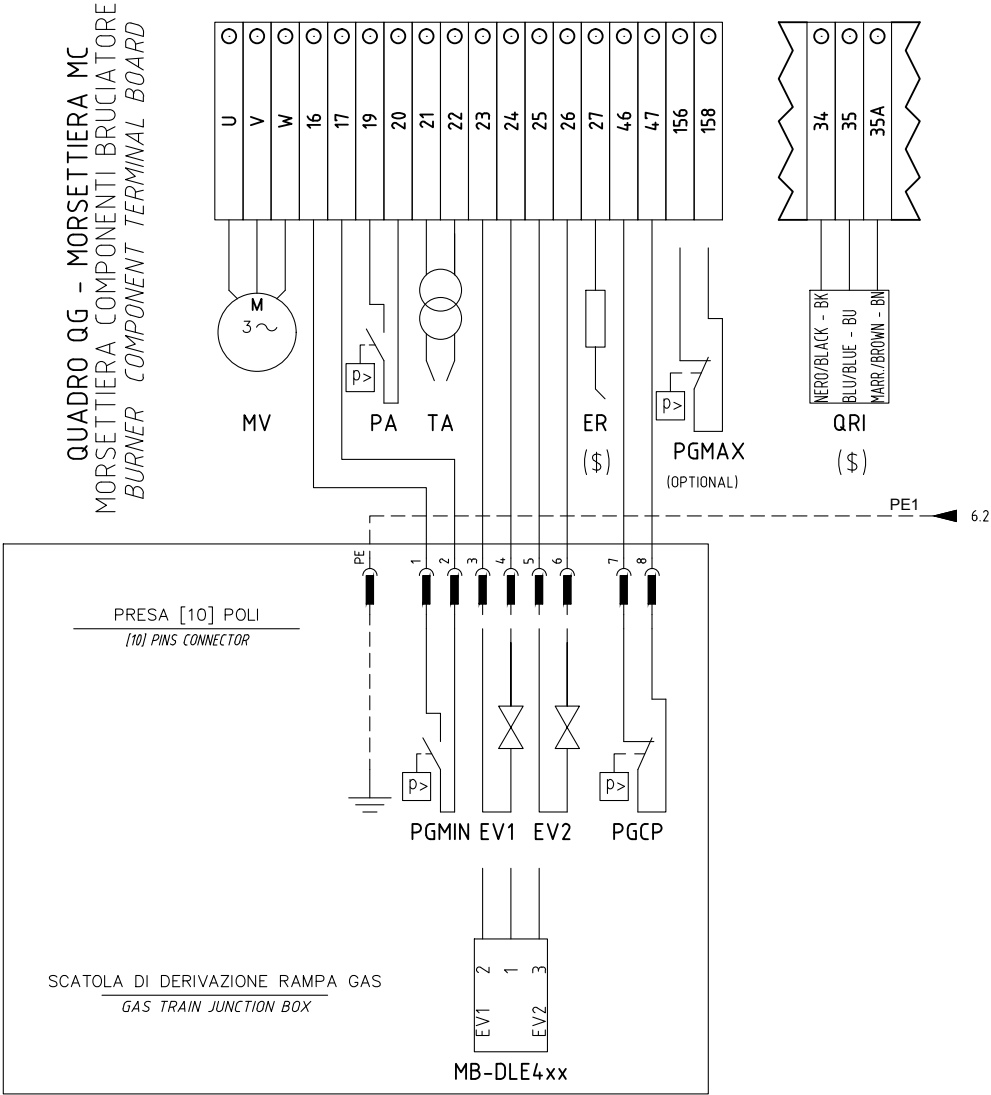 QUADRO QG - MORSETTIERA MC
MORSETTIERA COMPONENTI BRUCIATORE
BURNER COMPONENT TERMINAL BOARD
U V W 16 17 19 20 21 22 23 24 25 26 27 46 47 156 158
34 35 35A
M
3~
MV
p>
PA
TA
ER
($)
p>
PGMAX
(OPTIONAL)
NERO/BLACK - BK
BLU/BLUE - BU
MARR./BROWN - BN
QRI
($)
PE1
6.2
PE 1 2 3 4 5 6 7 8
PRESA [10] POLI
[10] PINS CONNECTOR
p>
PGMIN
EV1
EV2
p>
PGCP
SCATOLA DI DERIVAZIONE RAMPA GAS
GAS TRAIN JUNCTION BOX
2 1 3
EV1 EV2
MB-DLE4xx